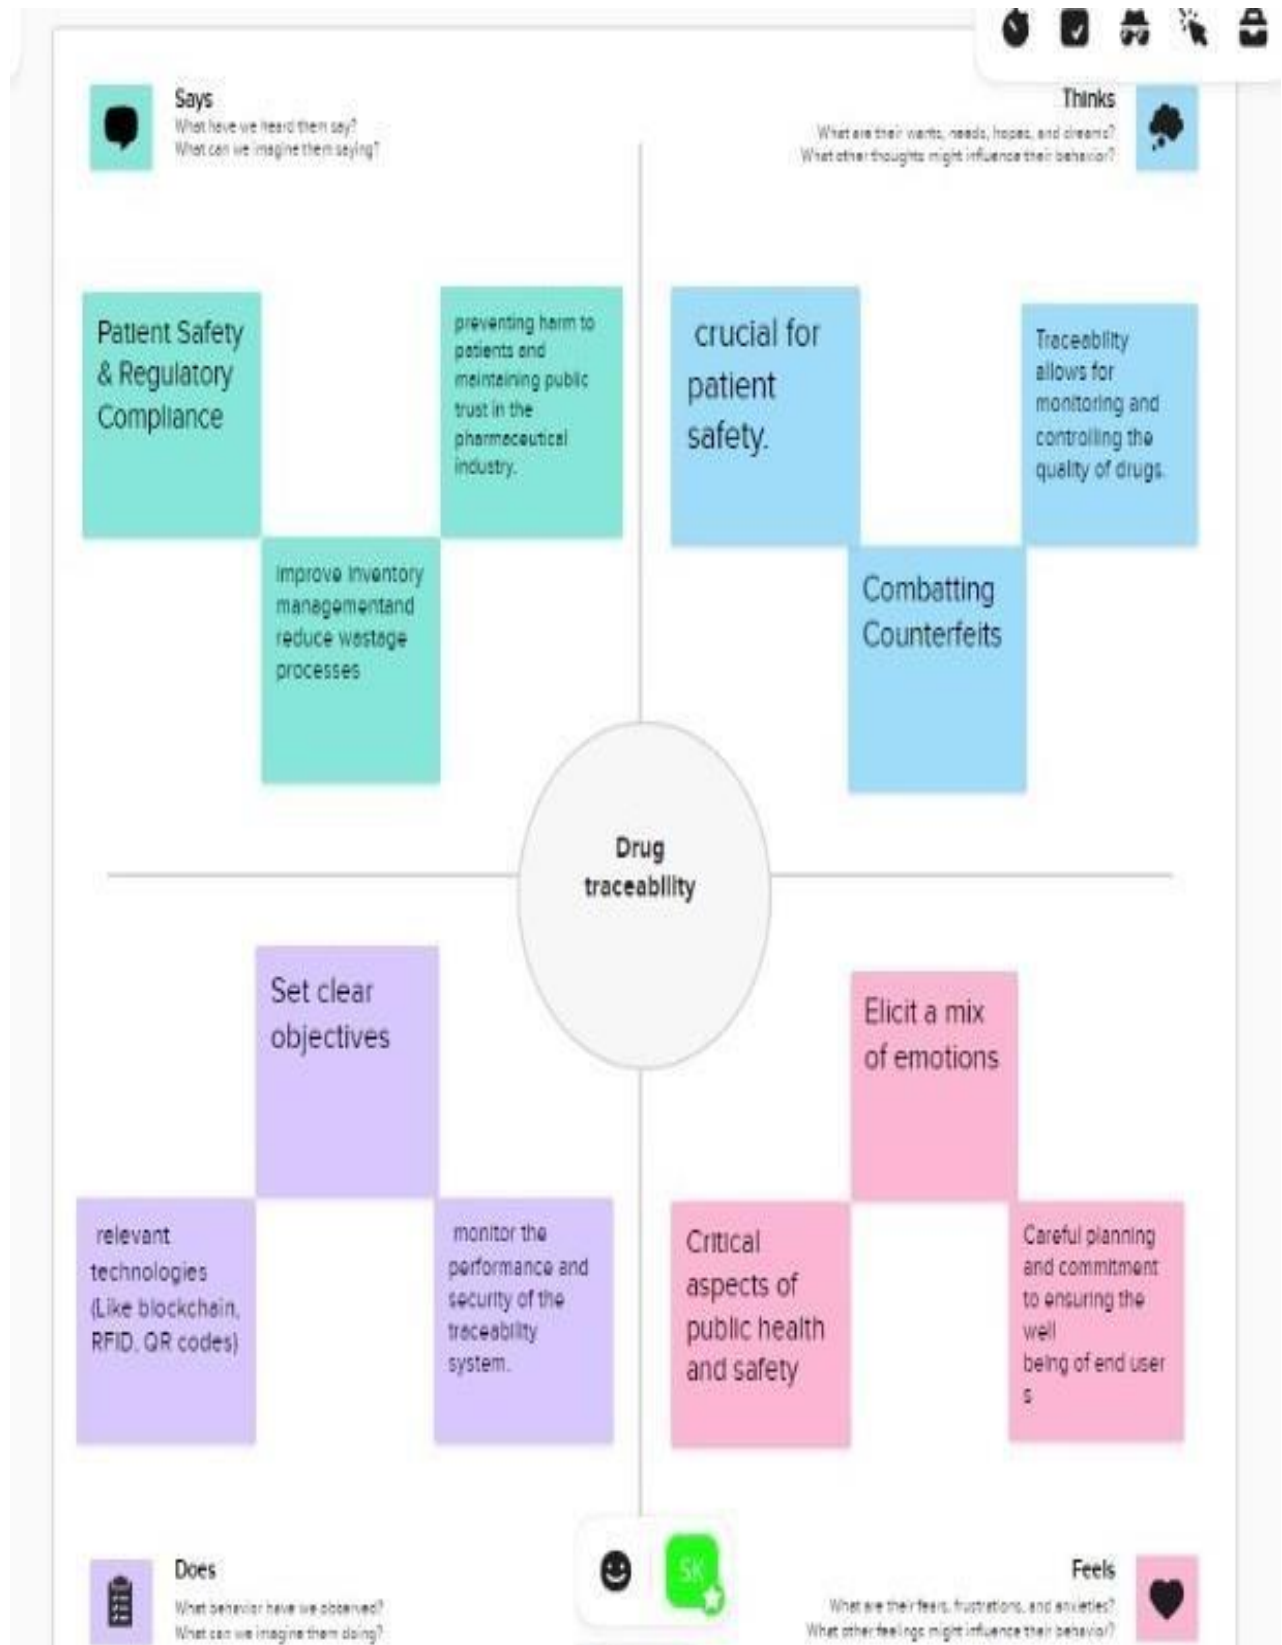 Says
What have we heard them say?
What can we imagine them saying?
Thinks
What are their wants, needs, hopes, and dreams?
What other thoughts might influence their behavior?
Patient Safety
& Regulatory
Compliance
preventing harm to
patients and
maintaining public
trust in the
pharmaceutical
industry.
improve inventory
managementand
reduce wastage
processes
crucial for
patient
safety.
Traceability
allows for
monitoring and
controlling the
quality of drugs.
Combatting
Counterfeits
Drug
traceability
Set clear
objectives
relevant
technologies
(Like blockchain,
RFID, QR codes)
monitor the
performance and
security of the
traceability
system.
Elicit a mix
of emotions
Critical
aspects of
public health
and safety
Careful planning
and commitment
to ensuring the
well
being of end user
s
SK
Does
What behavior have we observed?
What can we imagine them doing?
Feels
What are their fears, frustrations, and anxieties?
What other feelings might influence their behavior?